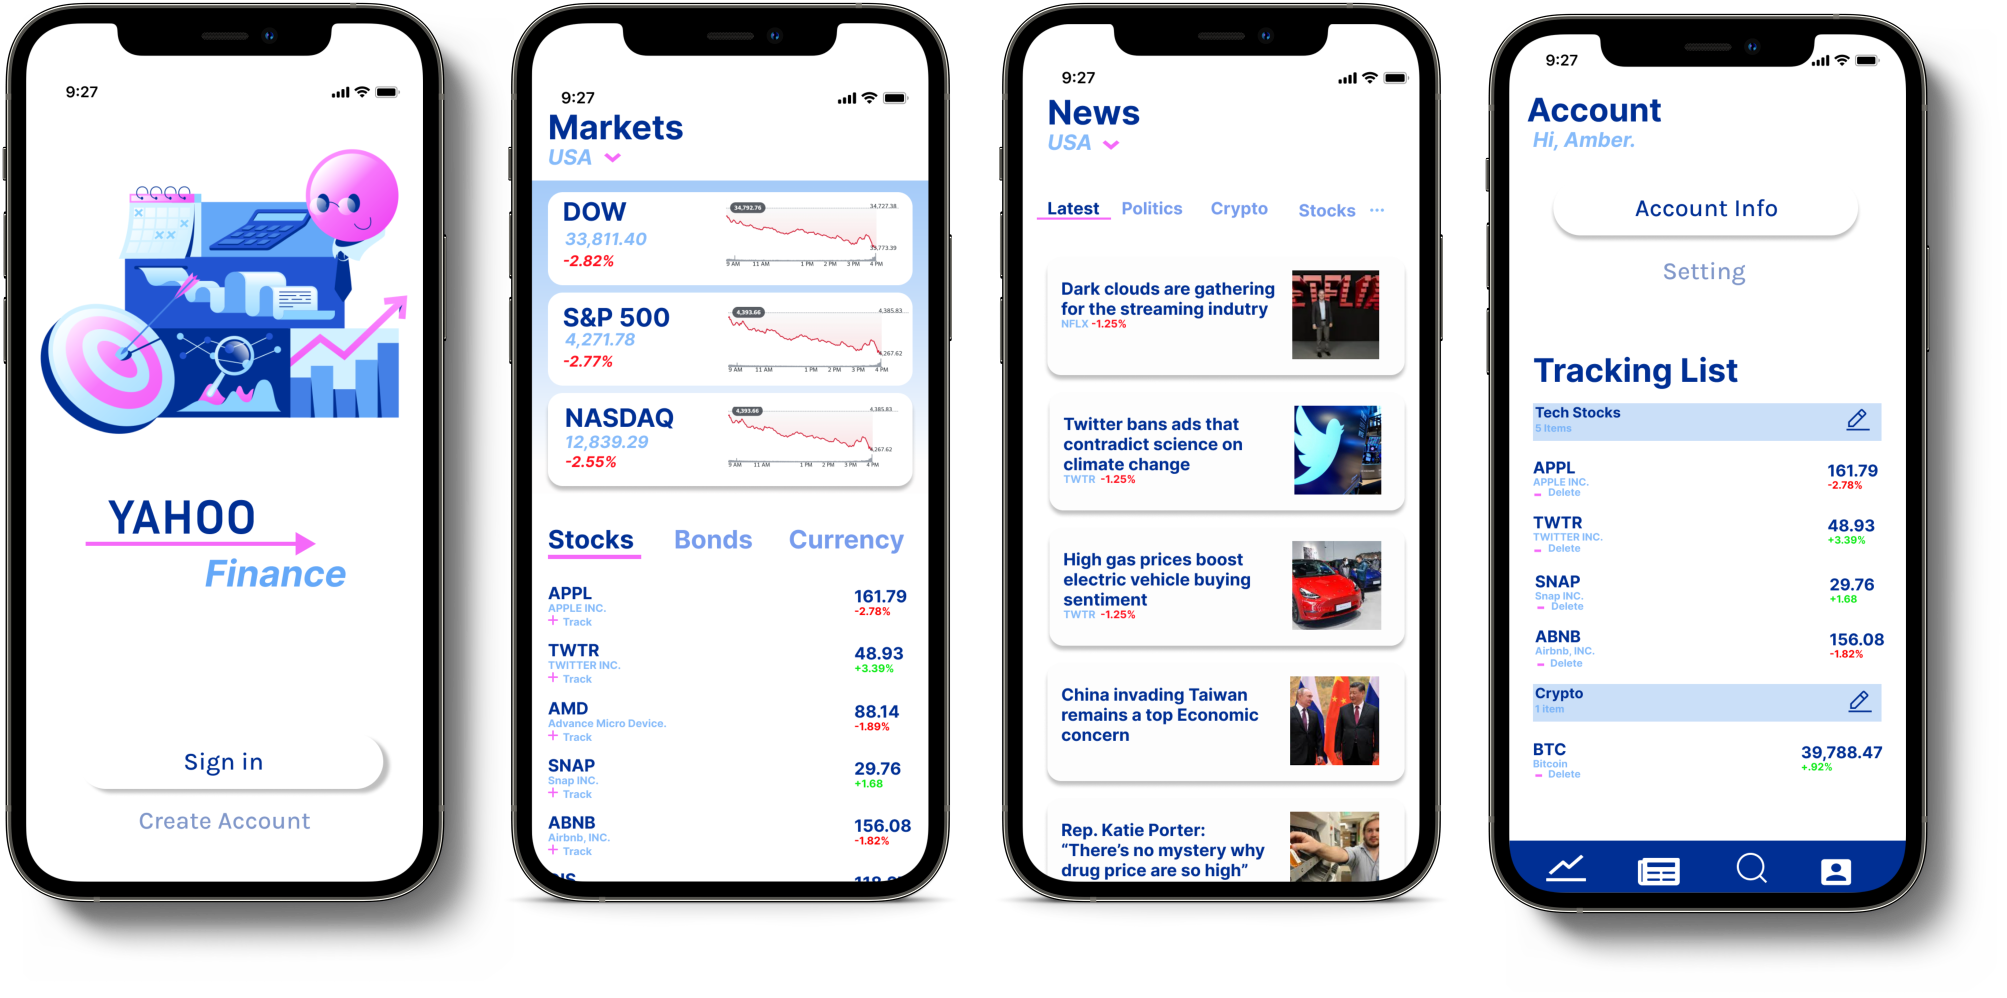 9:27
YAHOO
Finance
Sign in
Create Account
9:27
Markets
USA
DOW
33,811.40
-2.82%
34,792.76
34,727.38
33,773.39
9 AM 11 AM 1 PM 2 PM 3 PM 4 PM
S&P 500
4,271.78
-2.77%
4,393.66
4,385.83
4,267.62
9 AM 11 AM 1 PM 2 PM 3 PM 4 PM
NASDAQ
12,839.29
-2.55%
4,393.66
4,385.83
4,267.62
9 AM 11 AM 1 PM 2 PM 3 PM 4 PM
Stocks Bonds Currency
APPL 161.79
APPLE INC. -2.78%
+ Track
TWTR 48.93
TWITTER INC. +3.39%
+ Track
AMD 88.14
Advance Micro Device. -1.89%
+ Track
SNAP 29.76
Snap INC. +1.68
+ Track
ABNB 156.08
Airbnb, INC. -1.82%
+ Track
9:27
News
USA
Latest Politics Crypto Stocks ...
Dark clouds are gathering
for the streaming indutry
NFLX -1.25%
Twitter bans ads that
contradict science on
climate change
TWTR -1.25%
High gas prices boost
electric vehicle buying
sentiment
TWTR -1.25%
China invading Taiwan
remains a top Economic
concern
Rep. Katie Porter:
“There’s no mystery why
drug price are so high”
9:27
Account
Hi, Amber.
Account Info
Setting
Tracking List
Tech Stocks
5 Items
APPL 161.79
APPLE INC. -2.78%
- Delete
TWTR 48.93
TWITTER INC. +3.39%
- Delete
SNAP 29.76
Snap INC. +1.68
- Delete
ABNB 156.08
Airbnb, INC. -1.82%
- Delete
Crypto
1 item
BTC 39,788.47
Bitcoin +.92%
- Delete